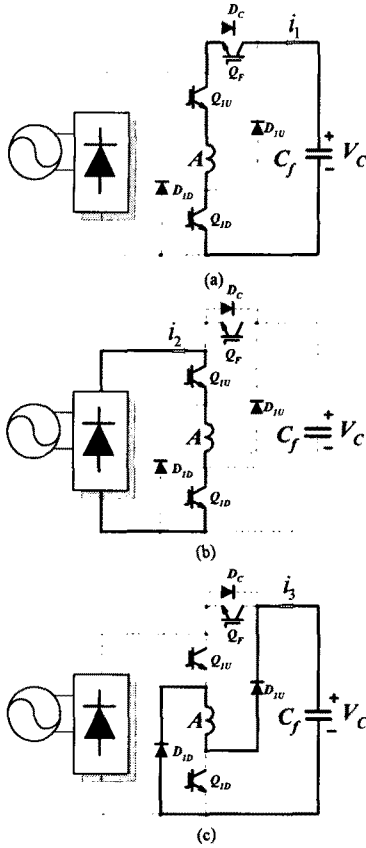 D_C
i_1
Q_F
Q_1U
A
D_1U
C_f
+
V_C
−
D_1D
Q_1D
(a)
D_C
i_2
Q_F
Q_1U
A
D_1U
C_f
+
V_C
−
D_1D
Q_1D
(b)
D_C
i_3
Q_F
Q_1U
A
D_1U
C_f
+
V_C
−
D_1D
Q_1D
(c)